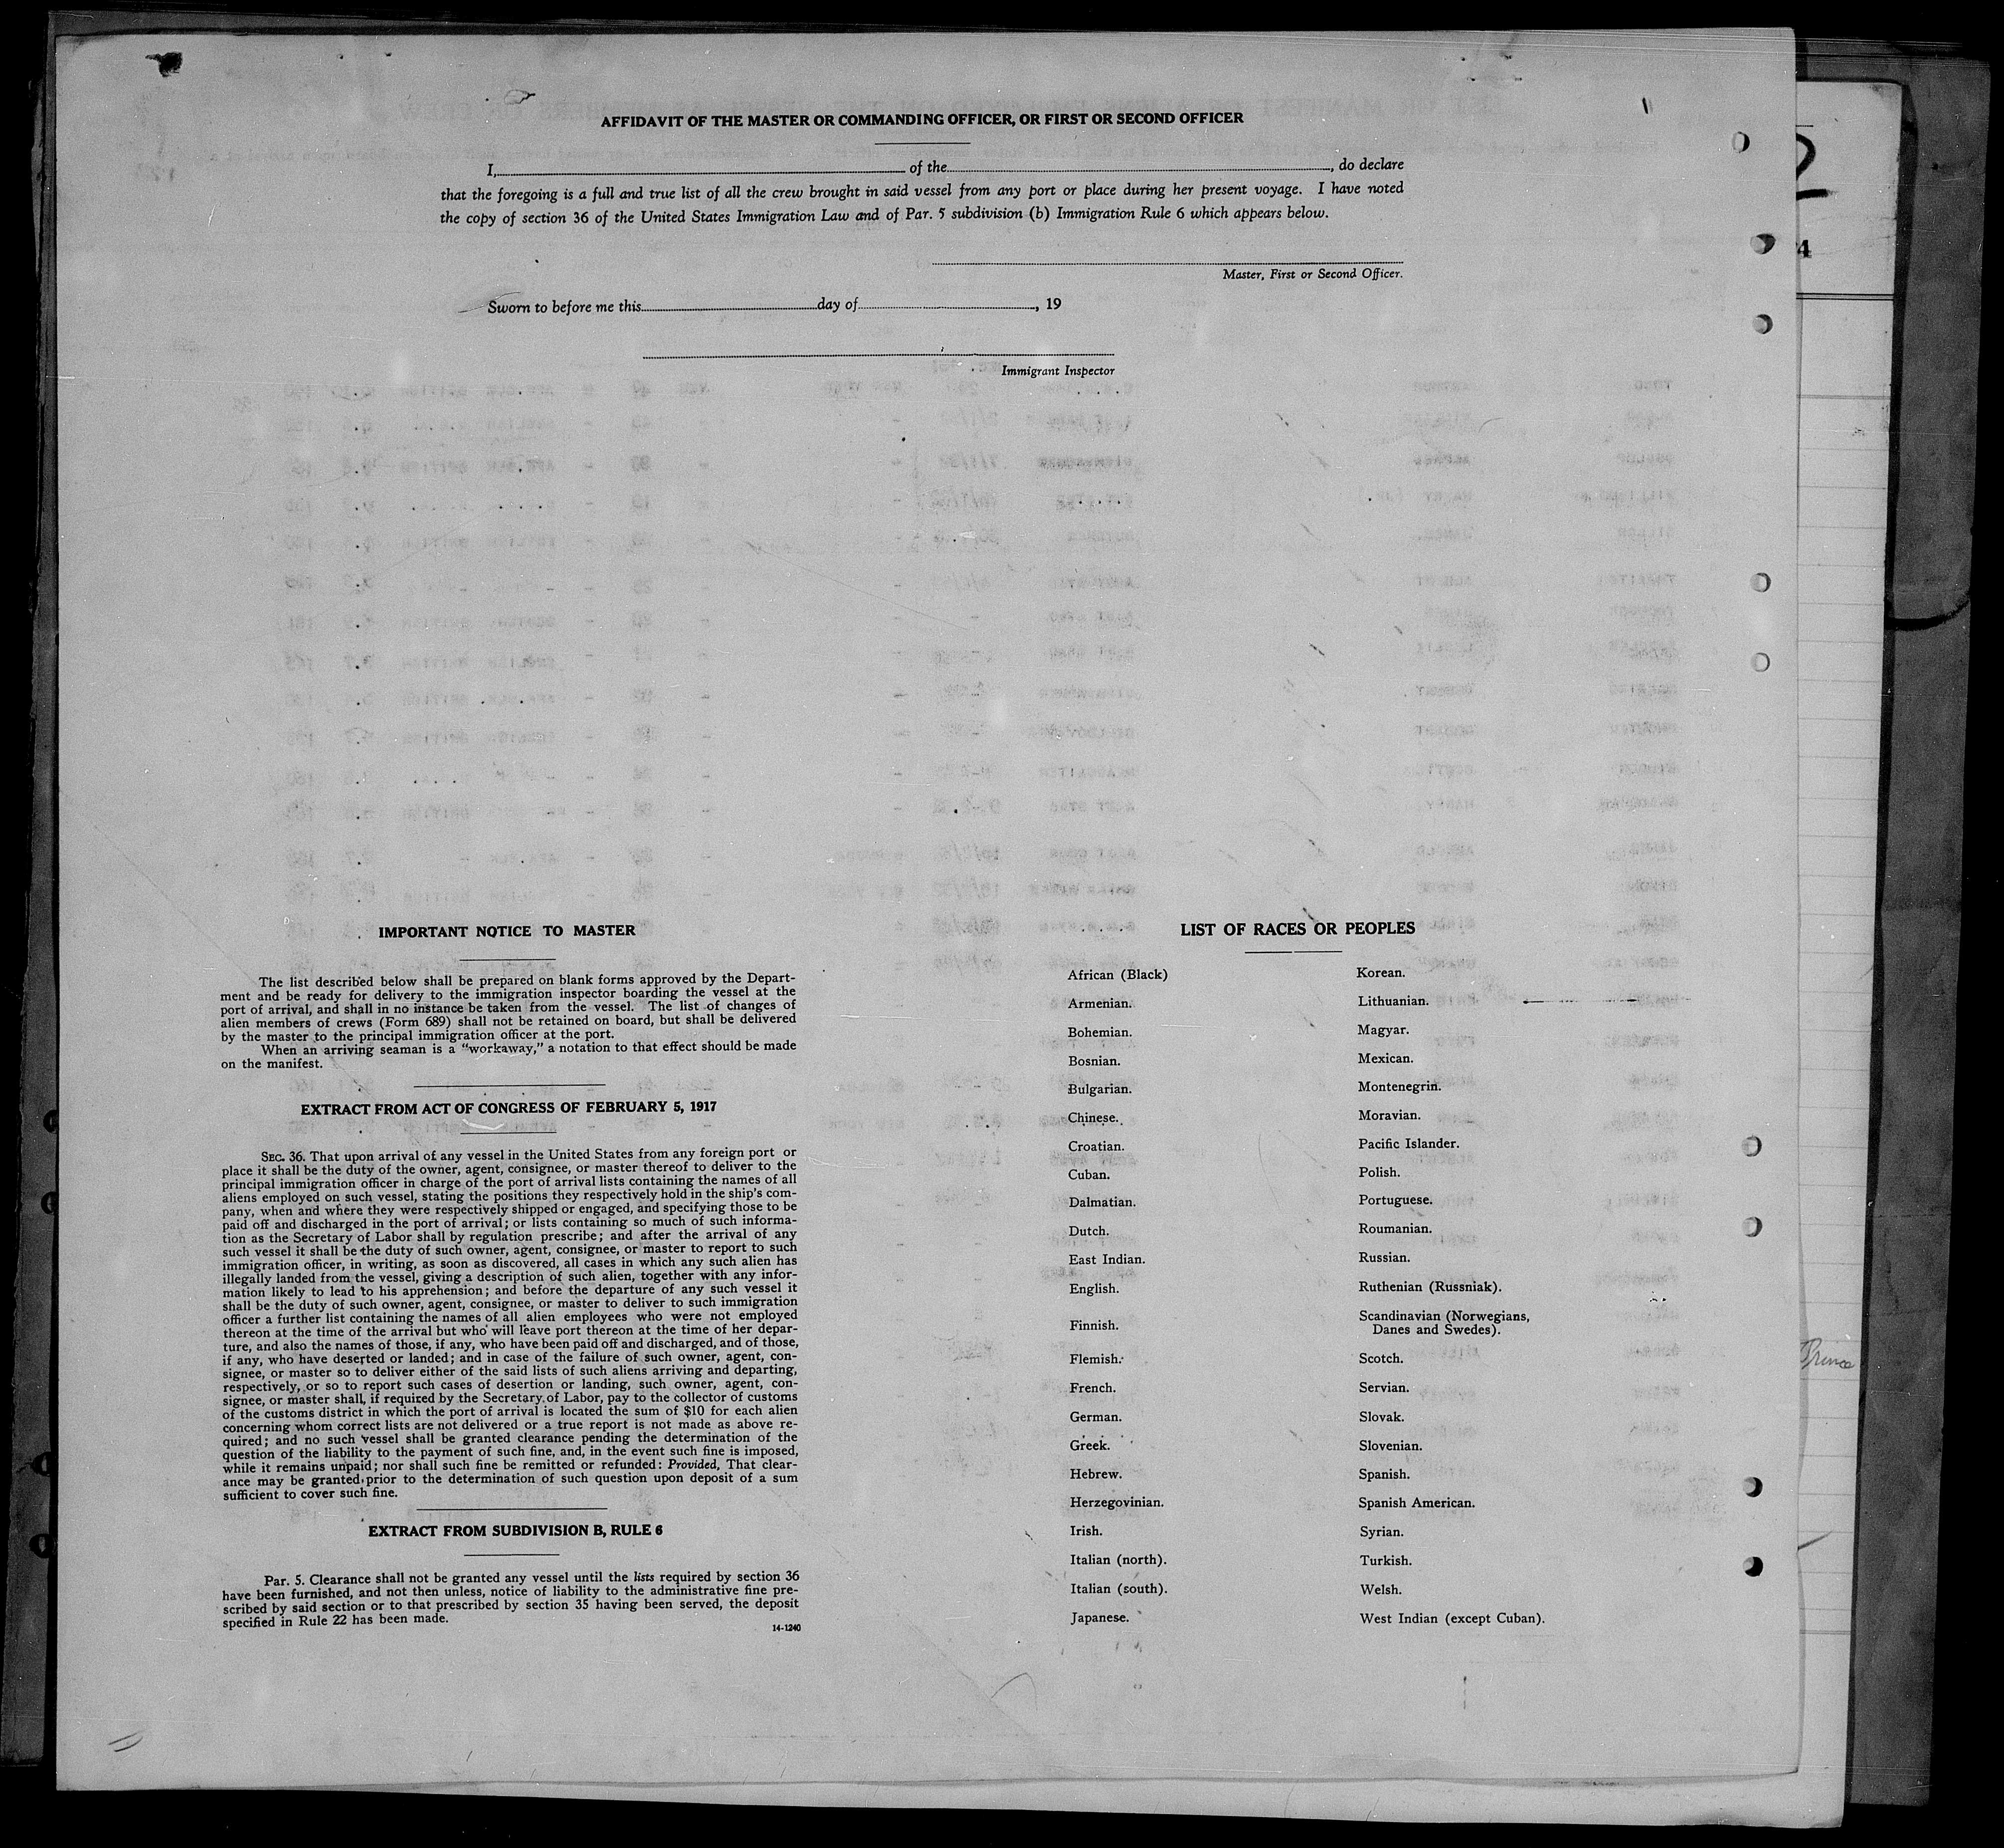 AFFIDAVIT OF THE MASTER OR COMMANDING OFFICER, OR FIRST OR SECOND OFFICER
I, of the , do declare
that the foregoing is a full and true list of all the crew brought in said vessel from any port or place during her present voyage. I have noted
the copy of section 36 of the United States Immigration Law and of Par. 5 subdivision (b) Immigration Rule 6 which appears below.
Master, First or Second Officer.
Sworn to before me this day of , 19
Immigrant Inspector
IMPORTANT NOTICE TO MASTER
The list described below shall be prepared on blank forms approved by the Depart-
ment and be ready for delivery to the immigration inspector boarding the vessel at the
port of arrival, and shall in no instance be taken from the vessel. The list of changes of
alien members of crews (Form 689) shall not be retained on board, but shall be delivered
by the master to the principal immigration officer at the port.
When an arriving seaman is a "workaway," a notation to that effect should be made
on the manifest.
EXTRACT FROM ACT OF CONGRESS OF FEBRUARY 5, 1917
SEC. 36. That upon arrival of any vessel in the United States from any foreign port or
place it shall be the duty of the owner, agent, consignee, or master thereof to deliver to the
principal immigration officer in charge of the port of arrival lists containing the names of all
aliens employed on such vessel, stating the positions they respectively hold in the ship's com-
pany, when and where they were respectively shipped or engaged, and specifying those to be
paid off and discharged in the port of arrival; or lists containing so much of such informa-
tion as the Secretary of Labor shall by regulation prescribe; and after the arrival of any
such vessel it shall be the duty of such owner, agent, consignee, or master to report to such
immigration officer, in writing, as soon as discovered, all cases in which any such alien has
illegally landed from the vessel, giving a description of such alien, together with any infor-
mation likely to lead to his apprehension; and before the departure of any such vessel it
shall be the duty of such owner, agent, consignee, or master to deliver to such immigration
officer a further list containing the names of all alien employees who were not employed
thereon at the time of the arrival but who will leave port thereon at the time of her depar-
ture, and also the names of those, if any, who have been paid off and discharged, and of those,
if any, who have deserted or landed; and in case of the failure of such owner, agent, con-
signee, or master so to deliver either of the said lists of such aliens arriving and departing,
respectively, or so to report such cases of desertion or landing, such owner, agent, con-
signee, or master shall, if required by the Secretary of Labor, pay to the collector of customs
of the customs district in which the port of arrival is located the sum of $10 for each alien
concerning whom correct lists are not delivered or a true report is not made as above re-
quired; and no such vessel shall be granted clearance pending the determination of the
question of the liability to the payment of such fine, and, in the event such fine is imposed,
while it remains unpaid; nor shall such fine be remitted or refunded: Provided, That clear-
ance may be granted prior to the determination of such question upon deposit of a sum
sufficient to cover such fine.
EXTRACT FROM SUBDIVISION B, RULE 6
Par. 5. Clearance shall not be granted any vessel until the lists required by section 36
have been furnished, and not then unless, notice of liability to the administrative fine pre-
scribed by said section or to that prescribed by section 35 having been served, the deposit
specified in Rule 22 has been made.
14-1240
LIST OF RACES OR PEOPLES
African (Black)
Armenian.
Bohemian.
Bosnian.
Bulgarian.
Chinese.
Croatian.
Cuban.
Dalmatian.
Dutch.
East Indian.
English.
Finnish.
Flemish.
French.
German.
Greek.
Hebrew.
Herzegovinian.
Irish.
Italian (north).
Italian (south).
Japanese.
Korean.
Lithuanian.
Magyar.
Mexican.
Montenegrin.
Moravian.
Pacific Islander.
Polish.
Portuguese.
Roumanian.
Russian.
Ruthenian (Russniak).
Scandinavian (Norwegians,
Danes and Swedes).
Scotch.
Servian.
Slovak.
Slovenian.
Spanish.
Spanish American.
Syrian.
Turkish.
Welsh.
West Indian (except Cuban).
2
4
Prince